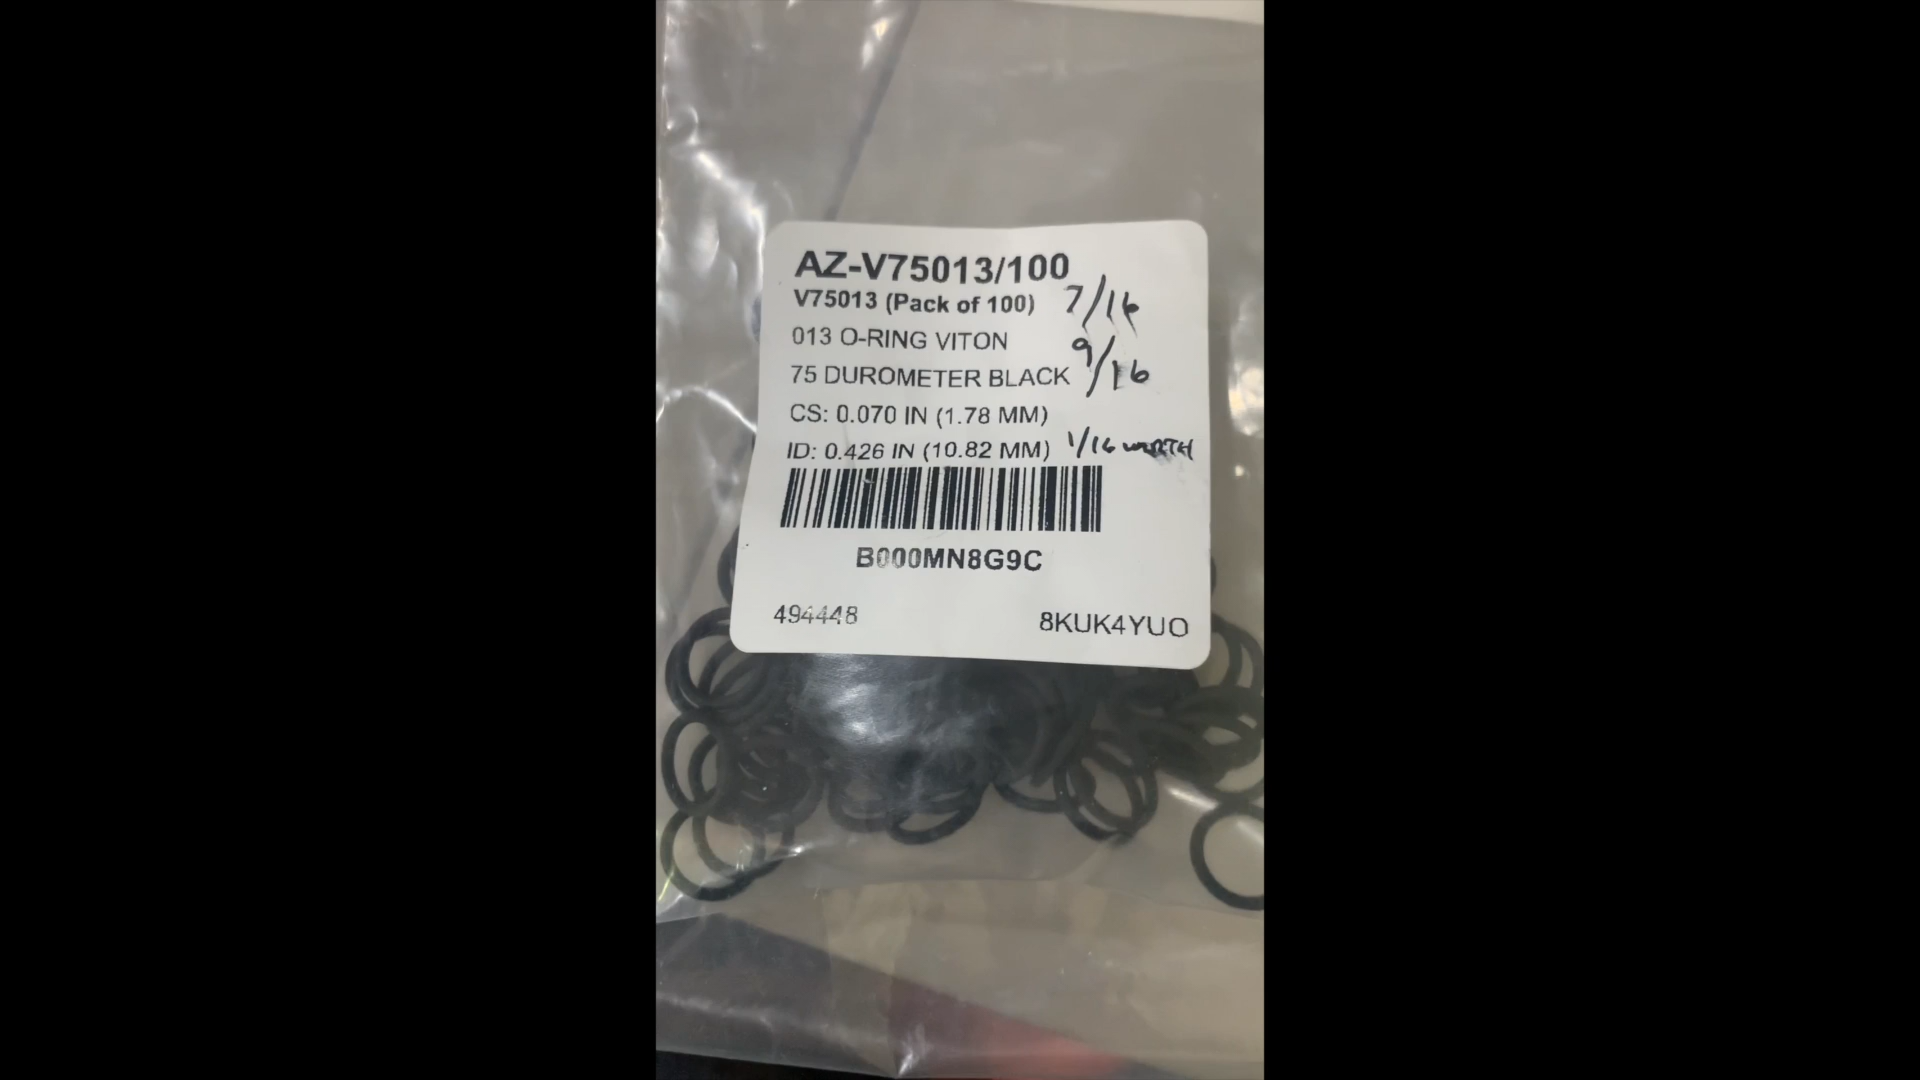 AZ-V75013/100
V75013 (Pack of 100) 7/16
013 O-RING VITON 9/16
75 DUROMETER BLACK
CS: 0.070 IN (1.78 MM)
ID: 0.426 IN (10.82 MM) 1/16 WIDTH
B000MN8G9C
494448 8KUK4YUO